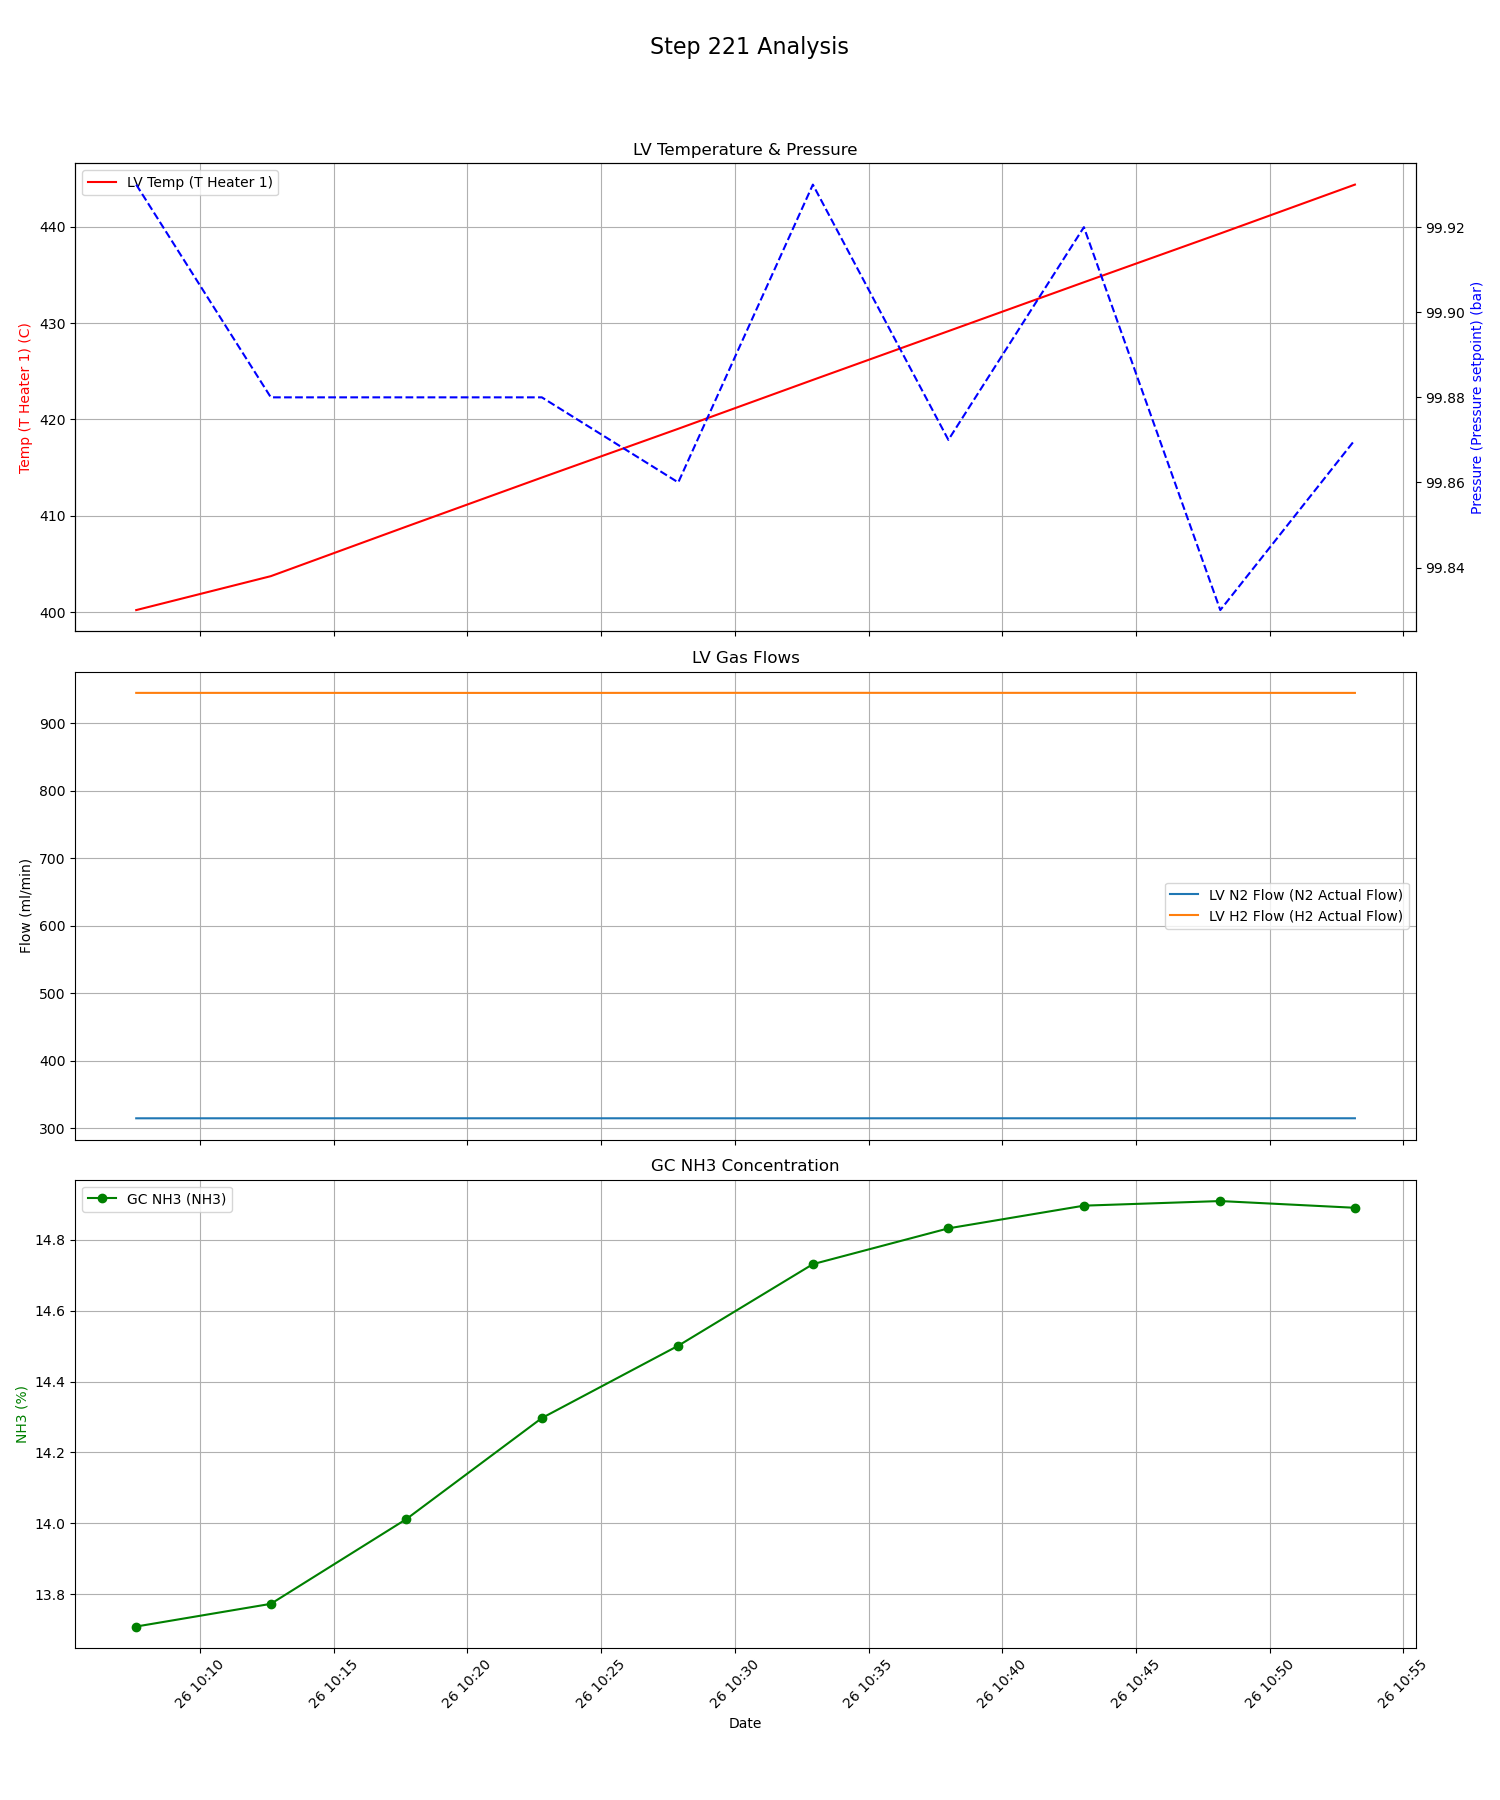 Step 221 Analysis
LV Temperature & Pressure
LV Temp (T Heater 1)
Temp (T Heater 1) (C)
440
430
420
410
400
Pressure (Pressure setpoint) (bar)
99.92
99.90
99.88
99.86
99.84
LV Gas Flows
Flow (ml/min)
900
800
700
600
500
400
300
LV N2 Flow (N2 Actual Flow)
LV H2 Flow (H2 Actual Flow)
GC NH3 Concentration
GC NH3 (NH3)
NH3 (%)
14.8
14.6
14.4
14.2
14.0
13.8
26 10:10
26 10:15
26 10:20
26 10:25
26 10:30
26 10:35
26 10:40
26 10:45
26 10:50
26 10:55
Date